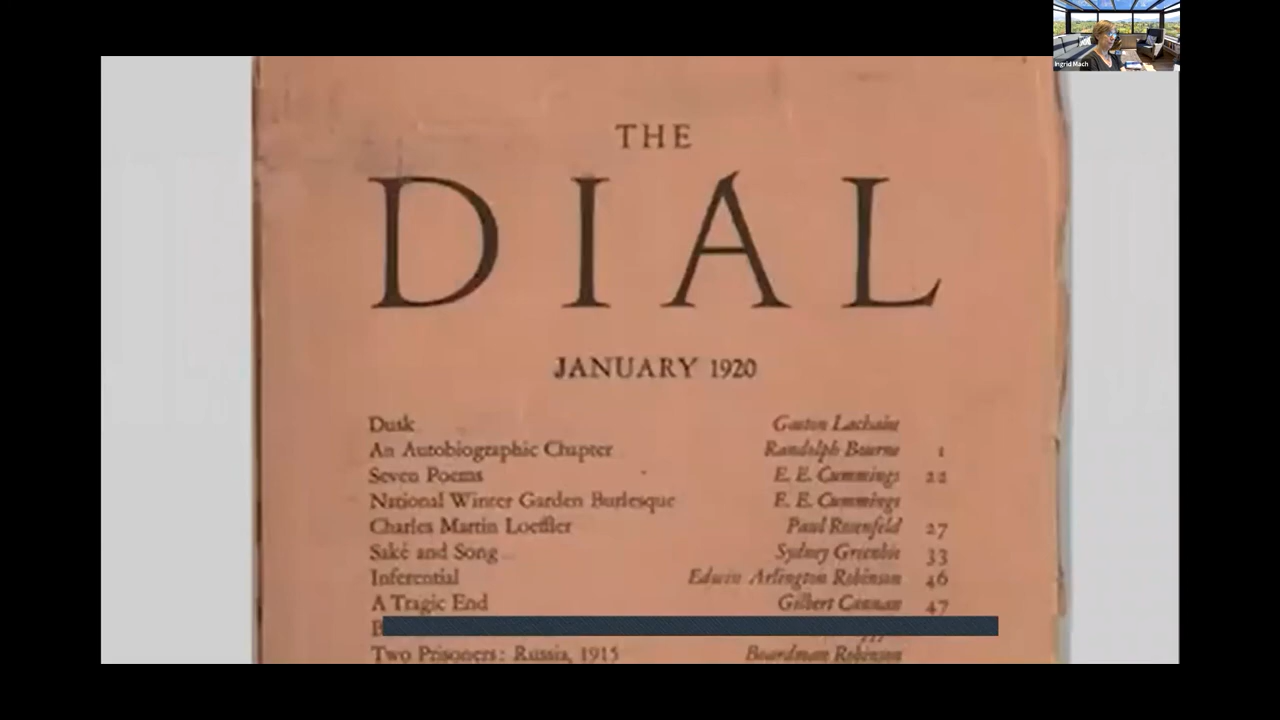 Ingrid Mach
THE
DIAL
JANUARY 1920
Dusk Gaston Lachaise
An Autobiographic Chapter Randolph Bourne 1
Seven Poems E. E. Cummings 22
National Winter Garden Burlesque E. E. Cummings
Charles Martin Loeffler Paul Rosenfeld 27
Saké and Song Sydney Greenbie 33
Inferential Edwin Arlington Robinson 46
A Tragic End Gilbert Cannan 47
Two Prisoners: Russia, 1915 Boardman Robinson